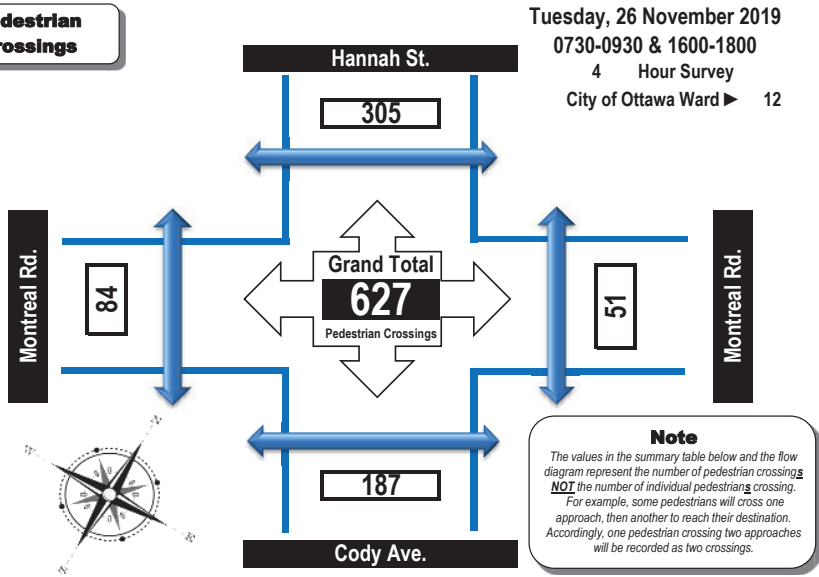 destrian
rossings
Tuesday, 26 November 2019
0730-0930 & 1600-1800
4 Hour Survey
City of Ottawa Ward ► 12
Hannah St.
305
Montreal Rd.
84
Grand Total
627
Pedestrian Crossings
51
Montreal Rd.
187
Cody Ave.
N
W
E
S
Note
The values in the summary table below and the flow
diagram represent the number of pedestrian crossings
NOT the number of individual pedestrians crossing.
For example, some pedestrians will cross one
approach, then another to reach their destination.
Accordingly, one pedestrian crossing two approaches
will be recorded as two crossings.